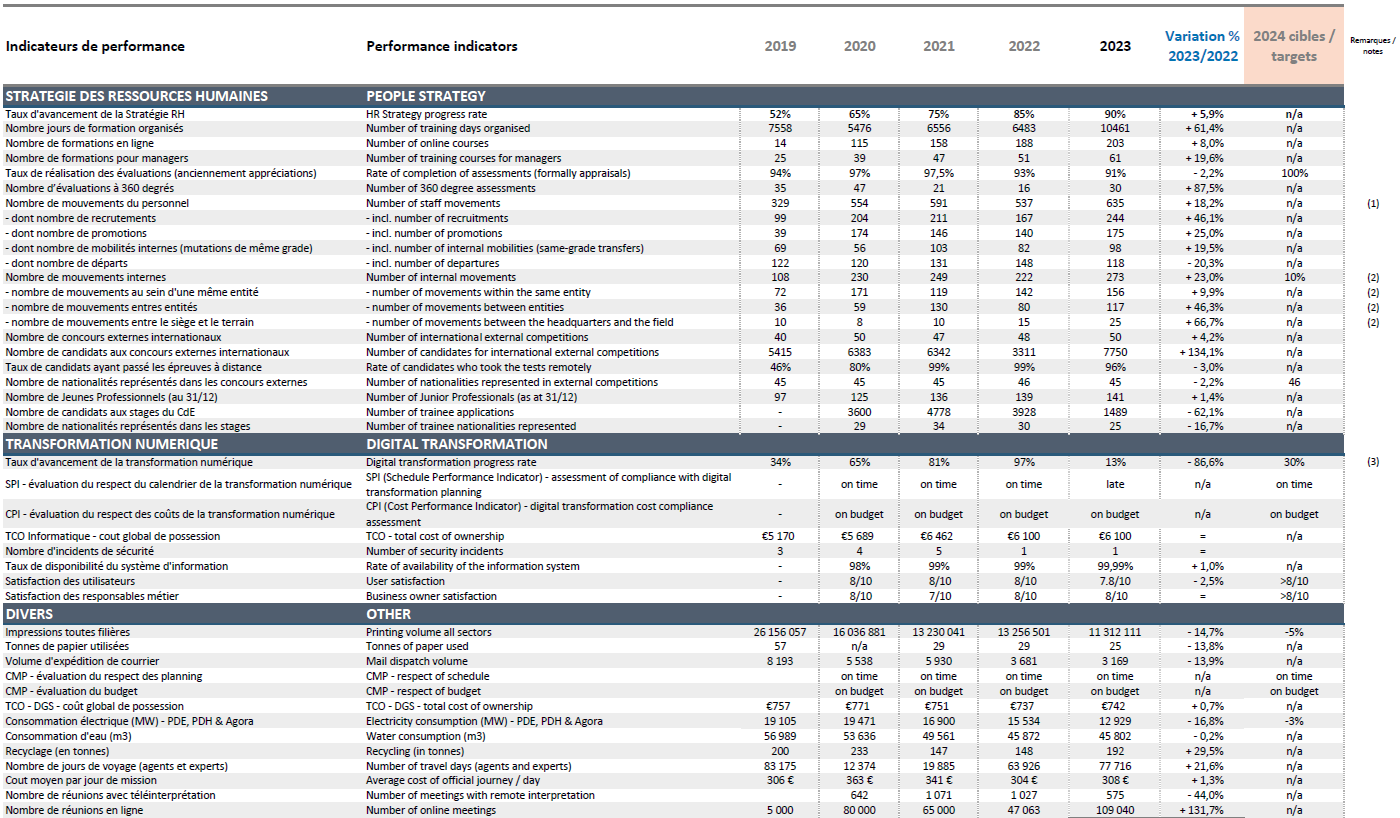 Indicateurs de performance Performance indicators 2019 2020 2021 2022 2023 Variation % 2023/2022 2024 cibles / targets Remarques / notes
STRATEGIE DES RESSOURCES HUMAINES PEOPLE STRATEGY
Taux d'avancement de la Stratégie RH HR Strategy progress rate 52% 65% 75% 85% 90% + 5,9% n/a
Nombre jours de formation organisés Number of training days organised 7558 5476 6556 6483 10461 + 61,4% n/a
Nombre de formations en ligne Number of online courses 14 115 158 188 203 + 8,0% n/a
Nombre de formations pour managers Number of training courses for managers 25 39 47 51 61 + 19,6% n/a
Taux de réalisation des évaluations (anciennement appréciations) Rate of completion of assessments (formally appraisals) 94% 97% 97,5% 93% 91% - 2,2% 100%
Nombre d’évaluations à 360 degrés Number of 360 degree assessments 35 47 21 16 30 + 87,5% n/a
Nombre de mouvements du personnel Number of staff movements 329 554 591 537 635 + 18,2% n/a (1)
- dont nombre de recrutements - incl. number of recruitments 99 204 211 167 244 + 46,1% n/a
- dont nombre de promotions - incl. number of promotions 39 174 146 140 175 + 25,0% n/a
- dont nombre de mobilités internes (mutations de même grade) - incl. number of internal mobilities (same-grade transfers) 69 56 103 82 98 + 19,5% n/a
- dont nombre de départs - incl. number of departures 122 120 131 148 118 - 20,3% n/a
Nombre de mouvements internes Number of internal movements 108 230 249 222 273 + 23,0% 10% (2)
- nombre de mouvements au sein d'une même entité - number of movements within the same entity 72 171 119 142 156 + 9,9% n/a (2)
- nombre de mouvements entres entités - number of movements between entities 36 59 130 80 117 + 46,3% n/a (2)
- nombre de mouvements entre le siège et le terrain - number of movements between the headquarters and the field 10 8 10 15 25 + 66,7% n/a (2)
Nombre de concours externes internationaux Number of international external competitions 40 50 47 48 50 + 4,2% n/a
Nombre de candidats aux concours externes internationaux Number of candidates for international external competitions 5415 6383 6342 3311 7750 + 134,1% n/a
Taux de candidats ayant passé les épreuves à distance Rate of candidates who took the tests remotely 46% 80% 99% 99% 96% - 3,0% n/a
Nombre de nationalités représentés dans les concours externes Number of nationalities represented in external competitions 45 45 45 46 45 - 2,2% 46
Nombre de Jeunes Professionnels (au 31/12) Number of Junior Professionals (as at 31/12) 97 125 136 139 141 + 1,4% n/a
Nombre de candidats aux stages du CdE Number of trainee applications - 3600 4778 3928 1489 - 62,1% n/a
Nombre de nationalités représentés dans les stages Number of trainee nationalities represented - 29 34 30 25 - 16,7% n/a
TRANSFORMATION NUMERIQUE DIGITAL TRANSFORMATION
Taux d'avancement de la transformation numérique Digital transformation progress rate 34% 65% 81% 97% 13% - 86,6% 30% (3)
SPI - évaluation du respect du calendrier de la transformation numérique SPI (Schedule Performance Indicator) - assessment of compliance with digital transformation planning - on time on time on time late n/a on time
CPI - évaluation du respect des coûts de la transformation numérique CPI (Cost Performance Indicator) - digital transformation cost compliance assessment - on budget on budget on budget on budget n/a on budget
TCO Informatique - cout global de possession TCO - total cost of ownership €5 170 €5 689 €6 462 €6 100 €6 100 = n/a
Nombre d'incidents de sécurité Number of security incidents 3 4 5 1 1 =
Taux de disponibilité du système d'information Rate of availability of the information system - 98% 99% 99% 99,99% + 1,0% n/a
Satisfaction des utilisateurs User satisfaction - 8/10 8/10 8/10 7.8/10 - 2,5% >8/10
Satisfaction des responsables métier Business owner satisfaction - 8/10 7/10 8/10 8/10 = >8/10
DIVERS OTHER
Impressions toutes filières Printing volume all sectors 26 156 057 16 036 881 13 230 041 13 256 501 11 312 111 - 14,7% -5%
Tonnes de papier utilisées Tonnes of paper used 57 n/a 29 29 25 - 13,8% n/a
Volume d'expédition de courrier Mail dispatch volume 8 193 5 538 5 930 3 681 3 169 - 13,9% n/a
CMP - évaluation du respect des planning CMP - respect of schedule on time on time on time on time n/a on time
CMP - évaluation du budget CMP - respect of budget on budget on budget on budget on budget n/a on budget
TCO - DGS - coût global de possession TCO - DGS - total cost of ownership €757 €771 €751 €737 €742 + 0,7% n/a
Consommation électrique (MW) - PDE, PDH & Agora Electricity consumption (MW) - PDE, PDH & Agora 19 105 19 471 16 900 15 534 12 929 - 16,8% -3%
Consommation d'eau (m3) Water consumption (m3) 56 989 53 636 49 561 45 872 45 802 - 0,2% n/a
Recyclage (en tonnes) Recycling (in tonnes) 200 233 147 148 192 + 29,5% n/a
Nombre de jours de voyage (agents et experts) Number of travel days (agents and experts) 83 175 12 374 19 885 63 926 77 716 + 21,6% n/a
Cout moyen par jour de mission Average cost of official journey / day 306 € 363 € 341 € 304 € 308 € + 1,3% n/a
Nombre de réunions avec téléinterprétation Number of meetings with remote interpretation 642 1 071 1 027 575 - 44,0% n/a
Nombre de réunions en ligne Number of online meetings 5 000 80 000 65 000 47 063 109 040 + 131,7% n/a